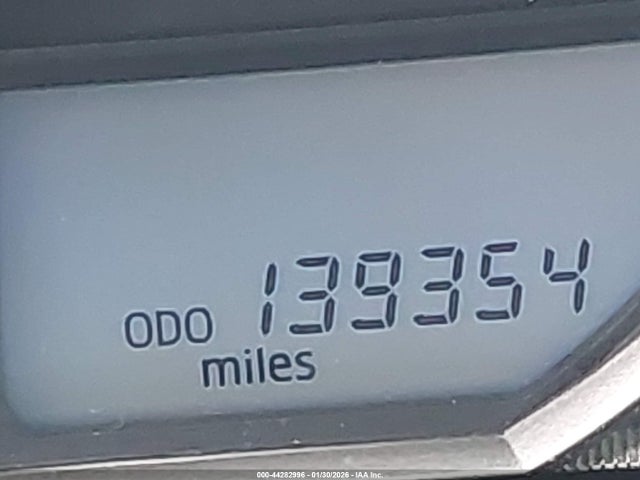 ODO 139354
miles
000-44282996 - 01/30/2026 - IAA Inc.